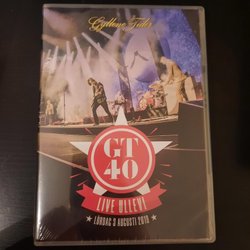 Gyllene Tider
GT
40
LIVE ULLEVI
LÖRDAG 3 AUGUSTI 2019